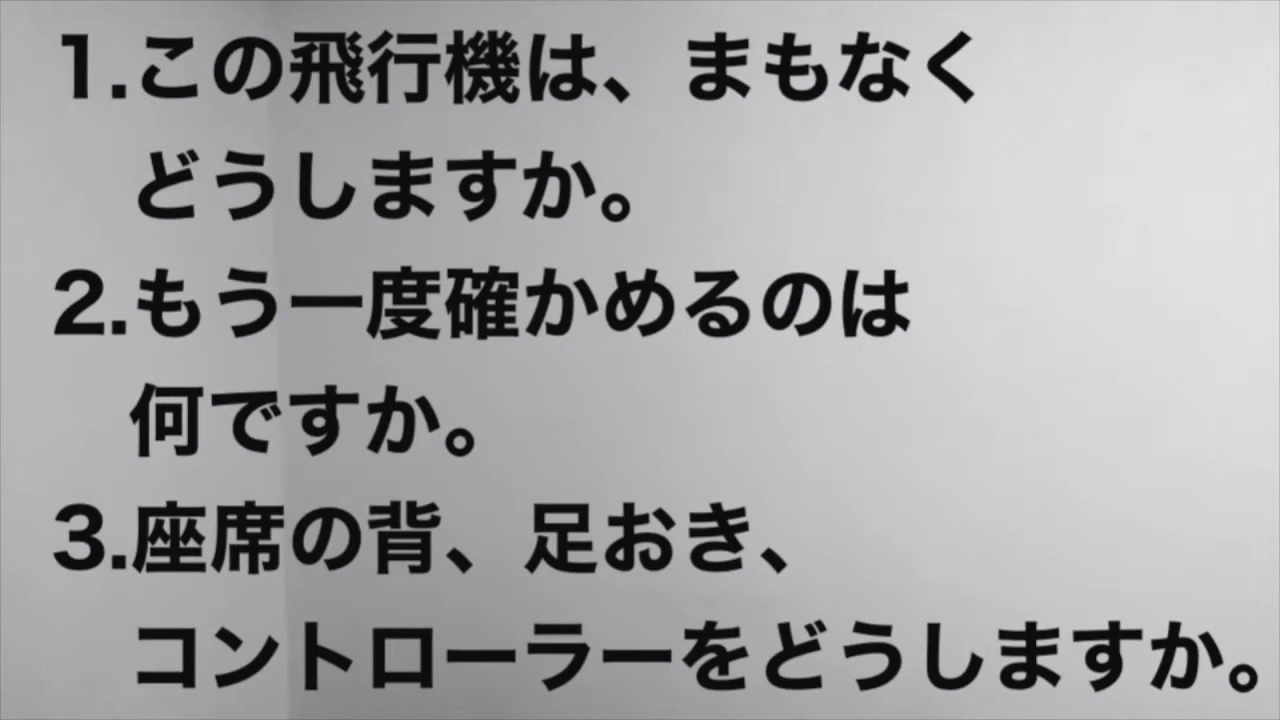 1.この飛行機は、まもなく
どうしますか。
2.もう一度確かめるのは
何ですか。
3.座席の背、足おき、
コントローラーをどうしますか。